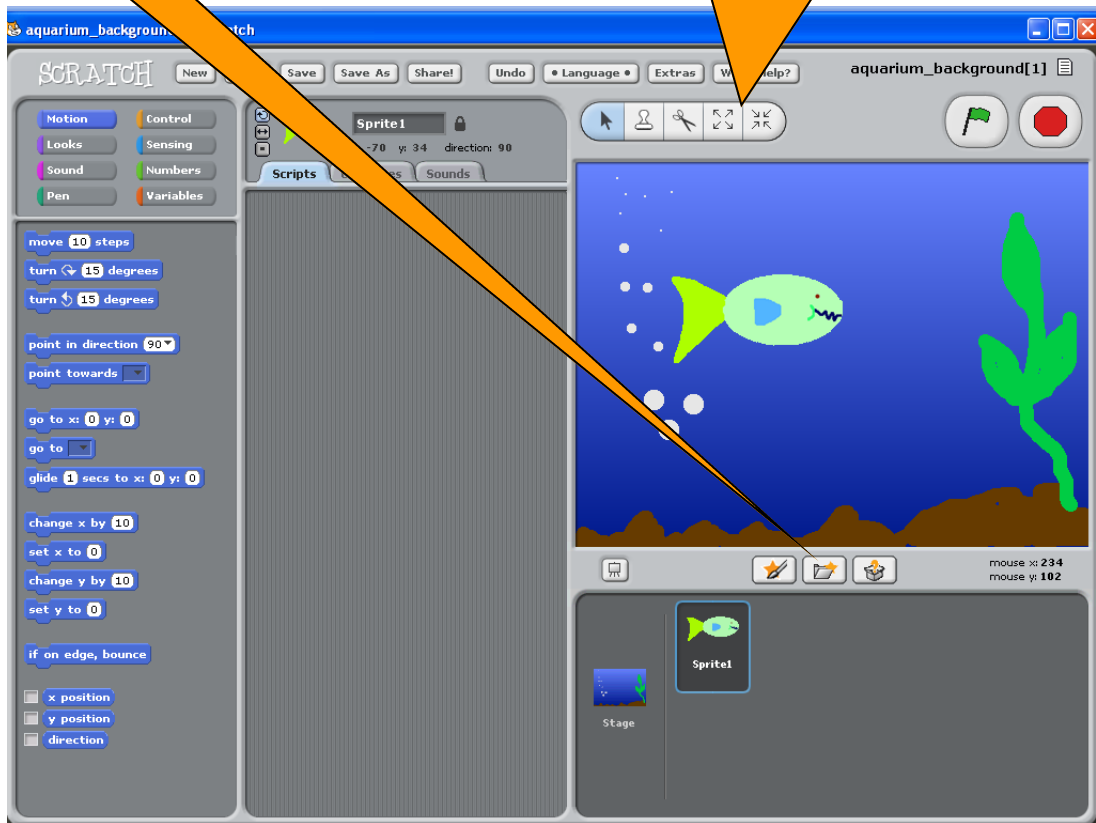 aquarium_background
SCRATCH New Save Save As Share! Undo • Language • Extras aquarium_background[1]
Motion Control
Looks Sensing
Sound Numbers
Pen Variables
Sprite1
-70 y: 34 direction: 90
Scripts Sounds
move 10 steps
turn 15 degrees
turn 15 degrees
point in direction 90
point towards
go to x: 0 y: 0
go to
glide 1 secs to x: 0 y: 0
change x by 10
set x to 0
change y by 10
set y to 0
if on edge, bounce
x position
y position
direction
mouse x: 234
mouse y: 102
Sprite1
Stage